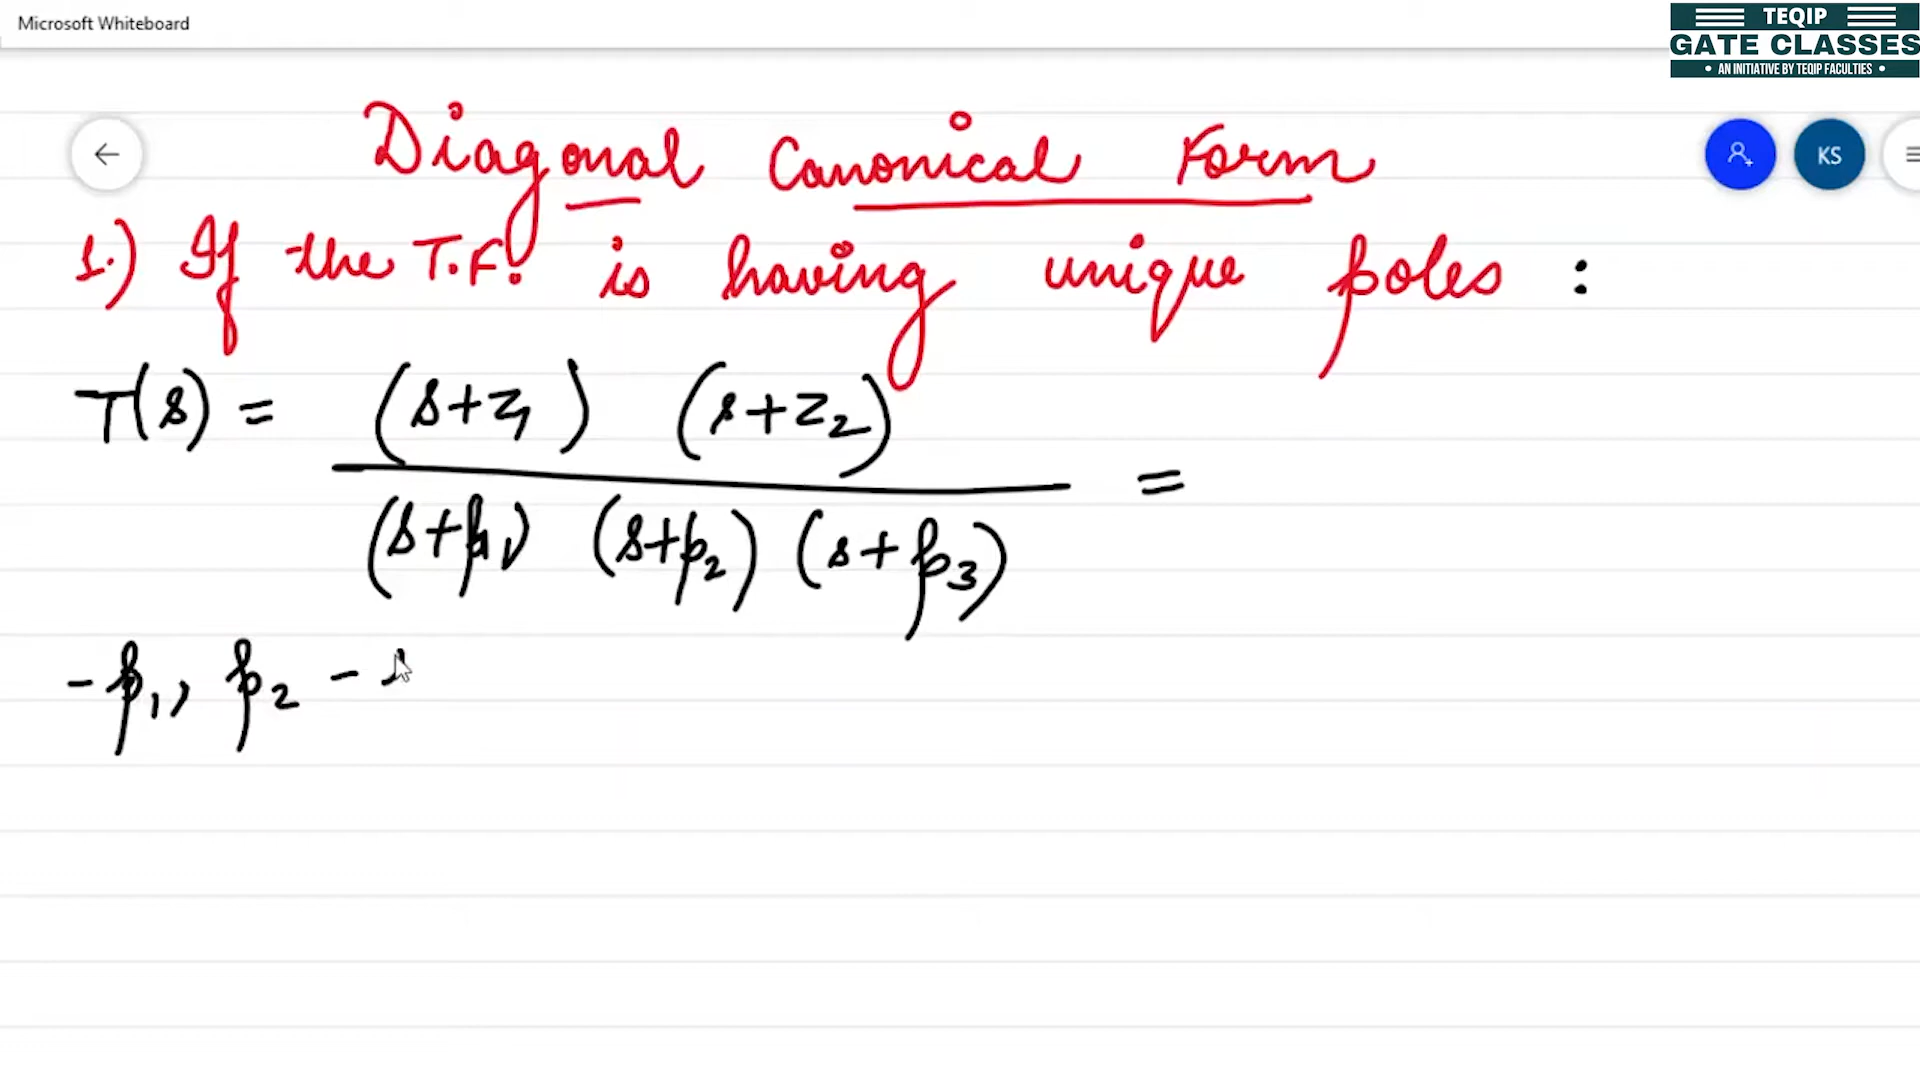 Microsoft Whiteboard
TEQIP
GATE CLASSES
• AN INITIATIVE BY TEQIP FACULTIES •
KS
Diagonal Canonical Form
1.) If the T.F. is having unique poles :
T(s) = (s+z1) (s+z2)
(s+p1) (s+p2) (s+p3) =
-p1, p2 -